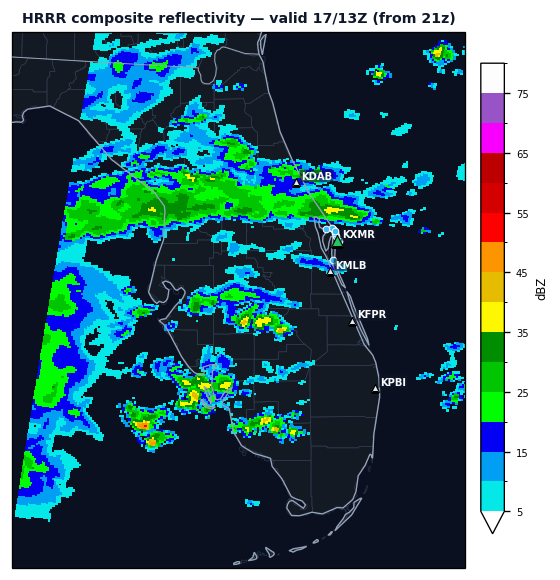 HRRR composite reflectivity — valid 17/13Z (from 21z)
KDAB
KXMR
KMLB
KFPR
KPBI
75
65
55
45
35
25
15
5
dBZ